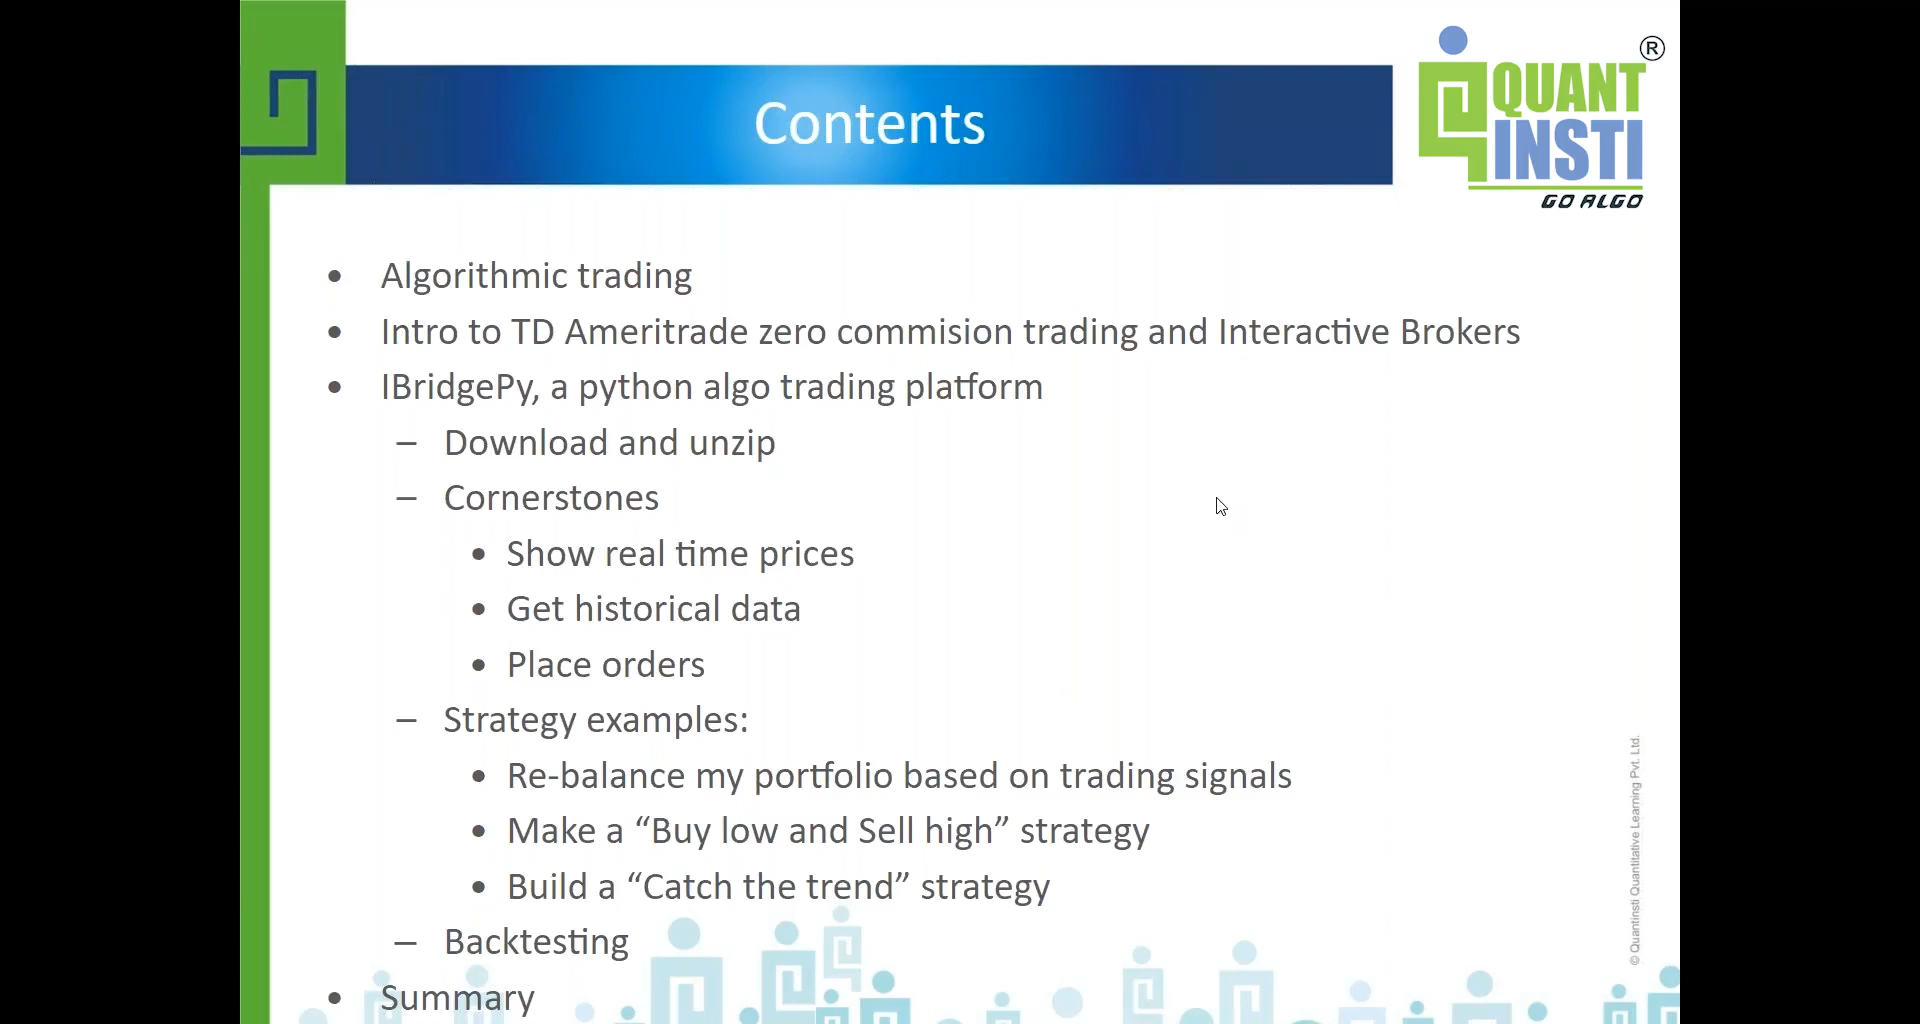 Contents
®
QUANT
INSTI
GO ALGO
• Algorithmic trading
• Intro to TD Ameritrade zero commision trading and Interactive Brokers
• IBridgePy, a python algo trading platform
– Download and unzip
– Cornerstones
• Show real time prices
• Get historical data
• Place orders
– Strategy examples:
• Re-balance my portfolio based on trading signals
• Make a “Buy low and Sell high” strategy
• Build a “Catch the trend” strategy
– Backtesting
• Summary
© Quantinsti Quantitative Learning Pvt. Ltd.